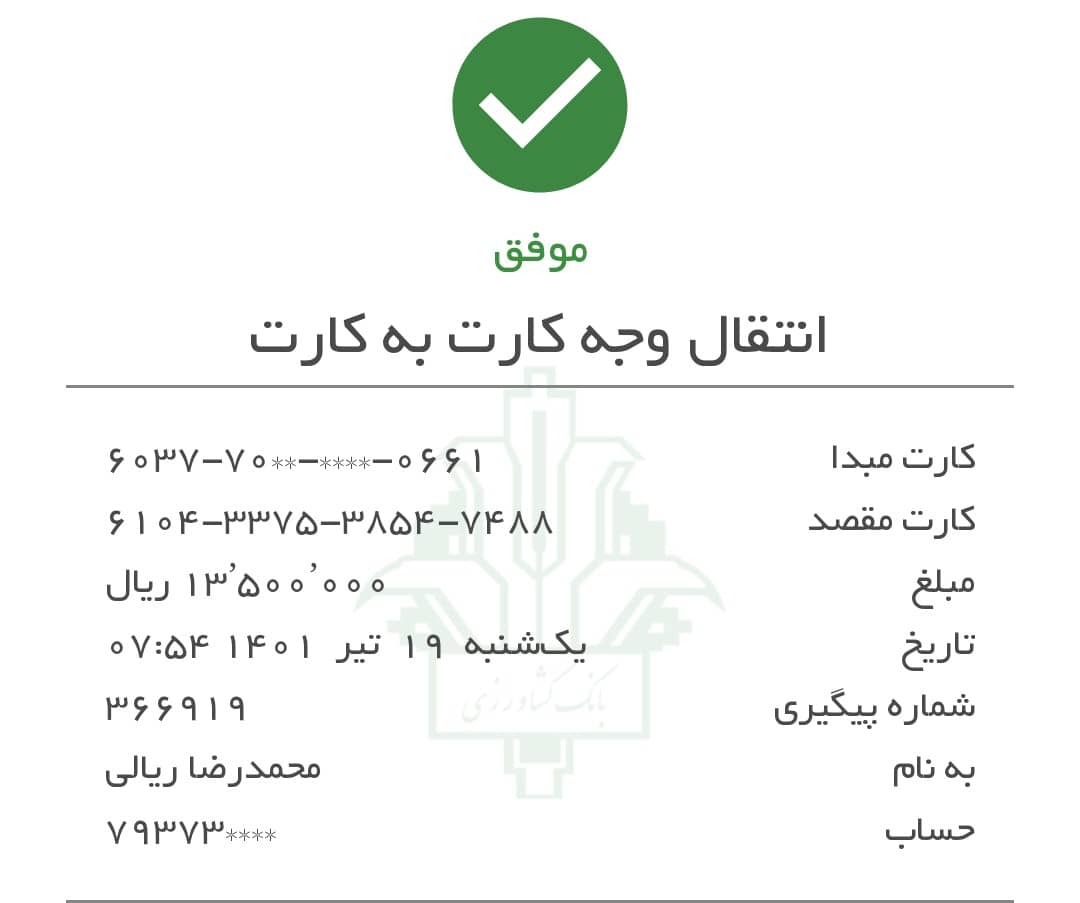 موفق
انتقال وجه کارت به کارت
کارت مبدا ۶۰۳۷-۷۰**-****-۰۶۶۱
کارت مقصد ۶۱۰۴-۳۳۷۵-۳۸۵۴-۷۴۸۸
مبلغ ۱۳٬۵۰۰٬۰۰۰ ریال
تاریخ یک‌شنبه ۱۹ تیر ۱۴۰۱ ۰۷:۵۴
شماره پیگیری ۳۶۶۹۱۹
به نام محمدرضا ریالی
حساب ۷۹۳۷۳****
بانک کشاورزی